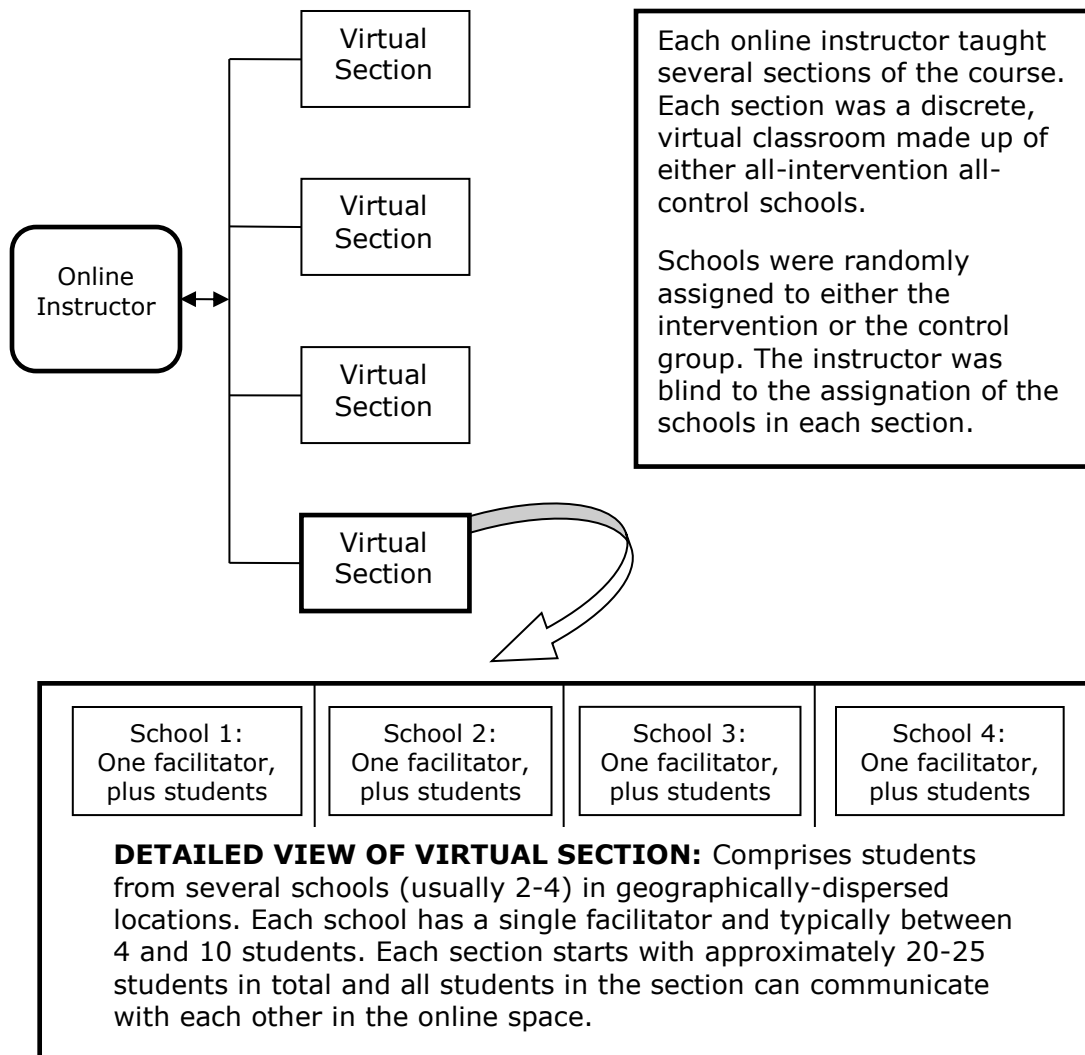 Virtual
Section
Each online instructor taught
several sections of the course.
Each section was a discrete,
virtual classroom made up of
either all-intervention all-
control schools.
Schools were randomly
assigned to either the
intervention or the control
group. The instructor was
blind to the assignation of the
schools in each section.
Virtual
Section
Online
Instructor
Virtual
Section
Virtual
Section
School 1:
One facilitator,
plus students
School 2:
One facilitator,
plus students
School 3:
One facilitator,
plus students
School 4:
One facilitator,
plus students
DETAILED VIEW OF VIRTUAL SECTION: Comprises students
from several schools (usually 2-4) in geographically-dispersed
locations. Each school has a single facilitator and typically between
4 and 10 students. Each section starts with approximately 20-25
students in total and all students in the section can communicate
with each other in the online space.